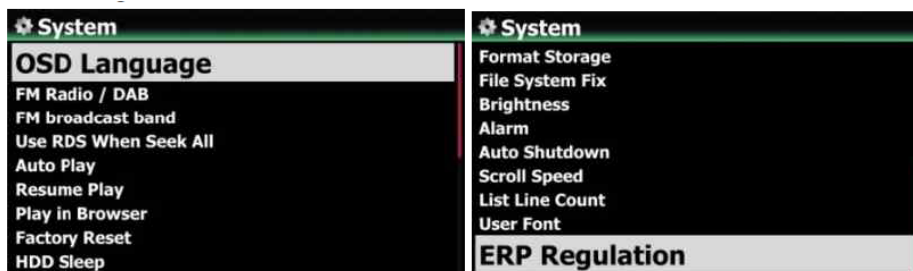 System
OSD Language
FM Radio / DAB
FM broadcast band
Use RDS When Seek All
Auto Play
Resume Play
Play in Browser
Factory Reset
HDD Sleep
System
Format Storage
File System Fix
Brightness
Alarm
Auto Shutdown
Scroll Speed
List Line Count
User Font
ERP Regulation